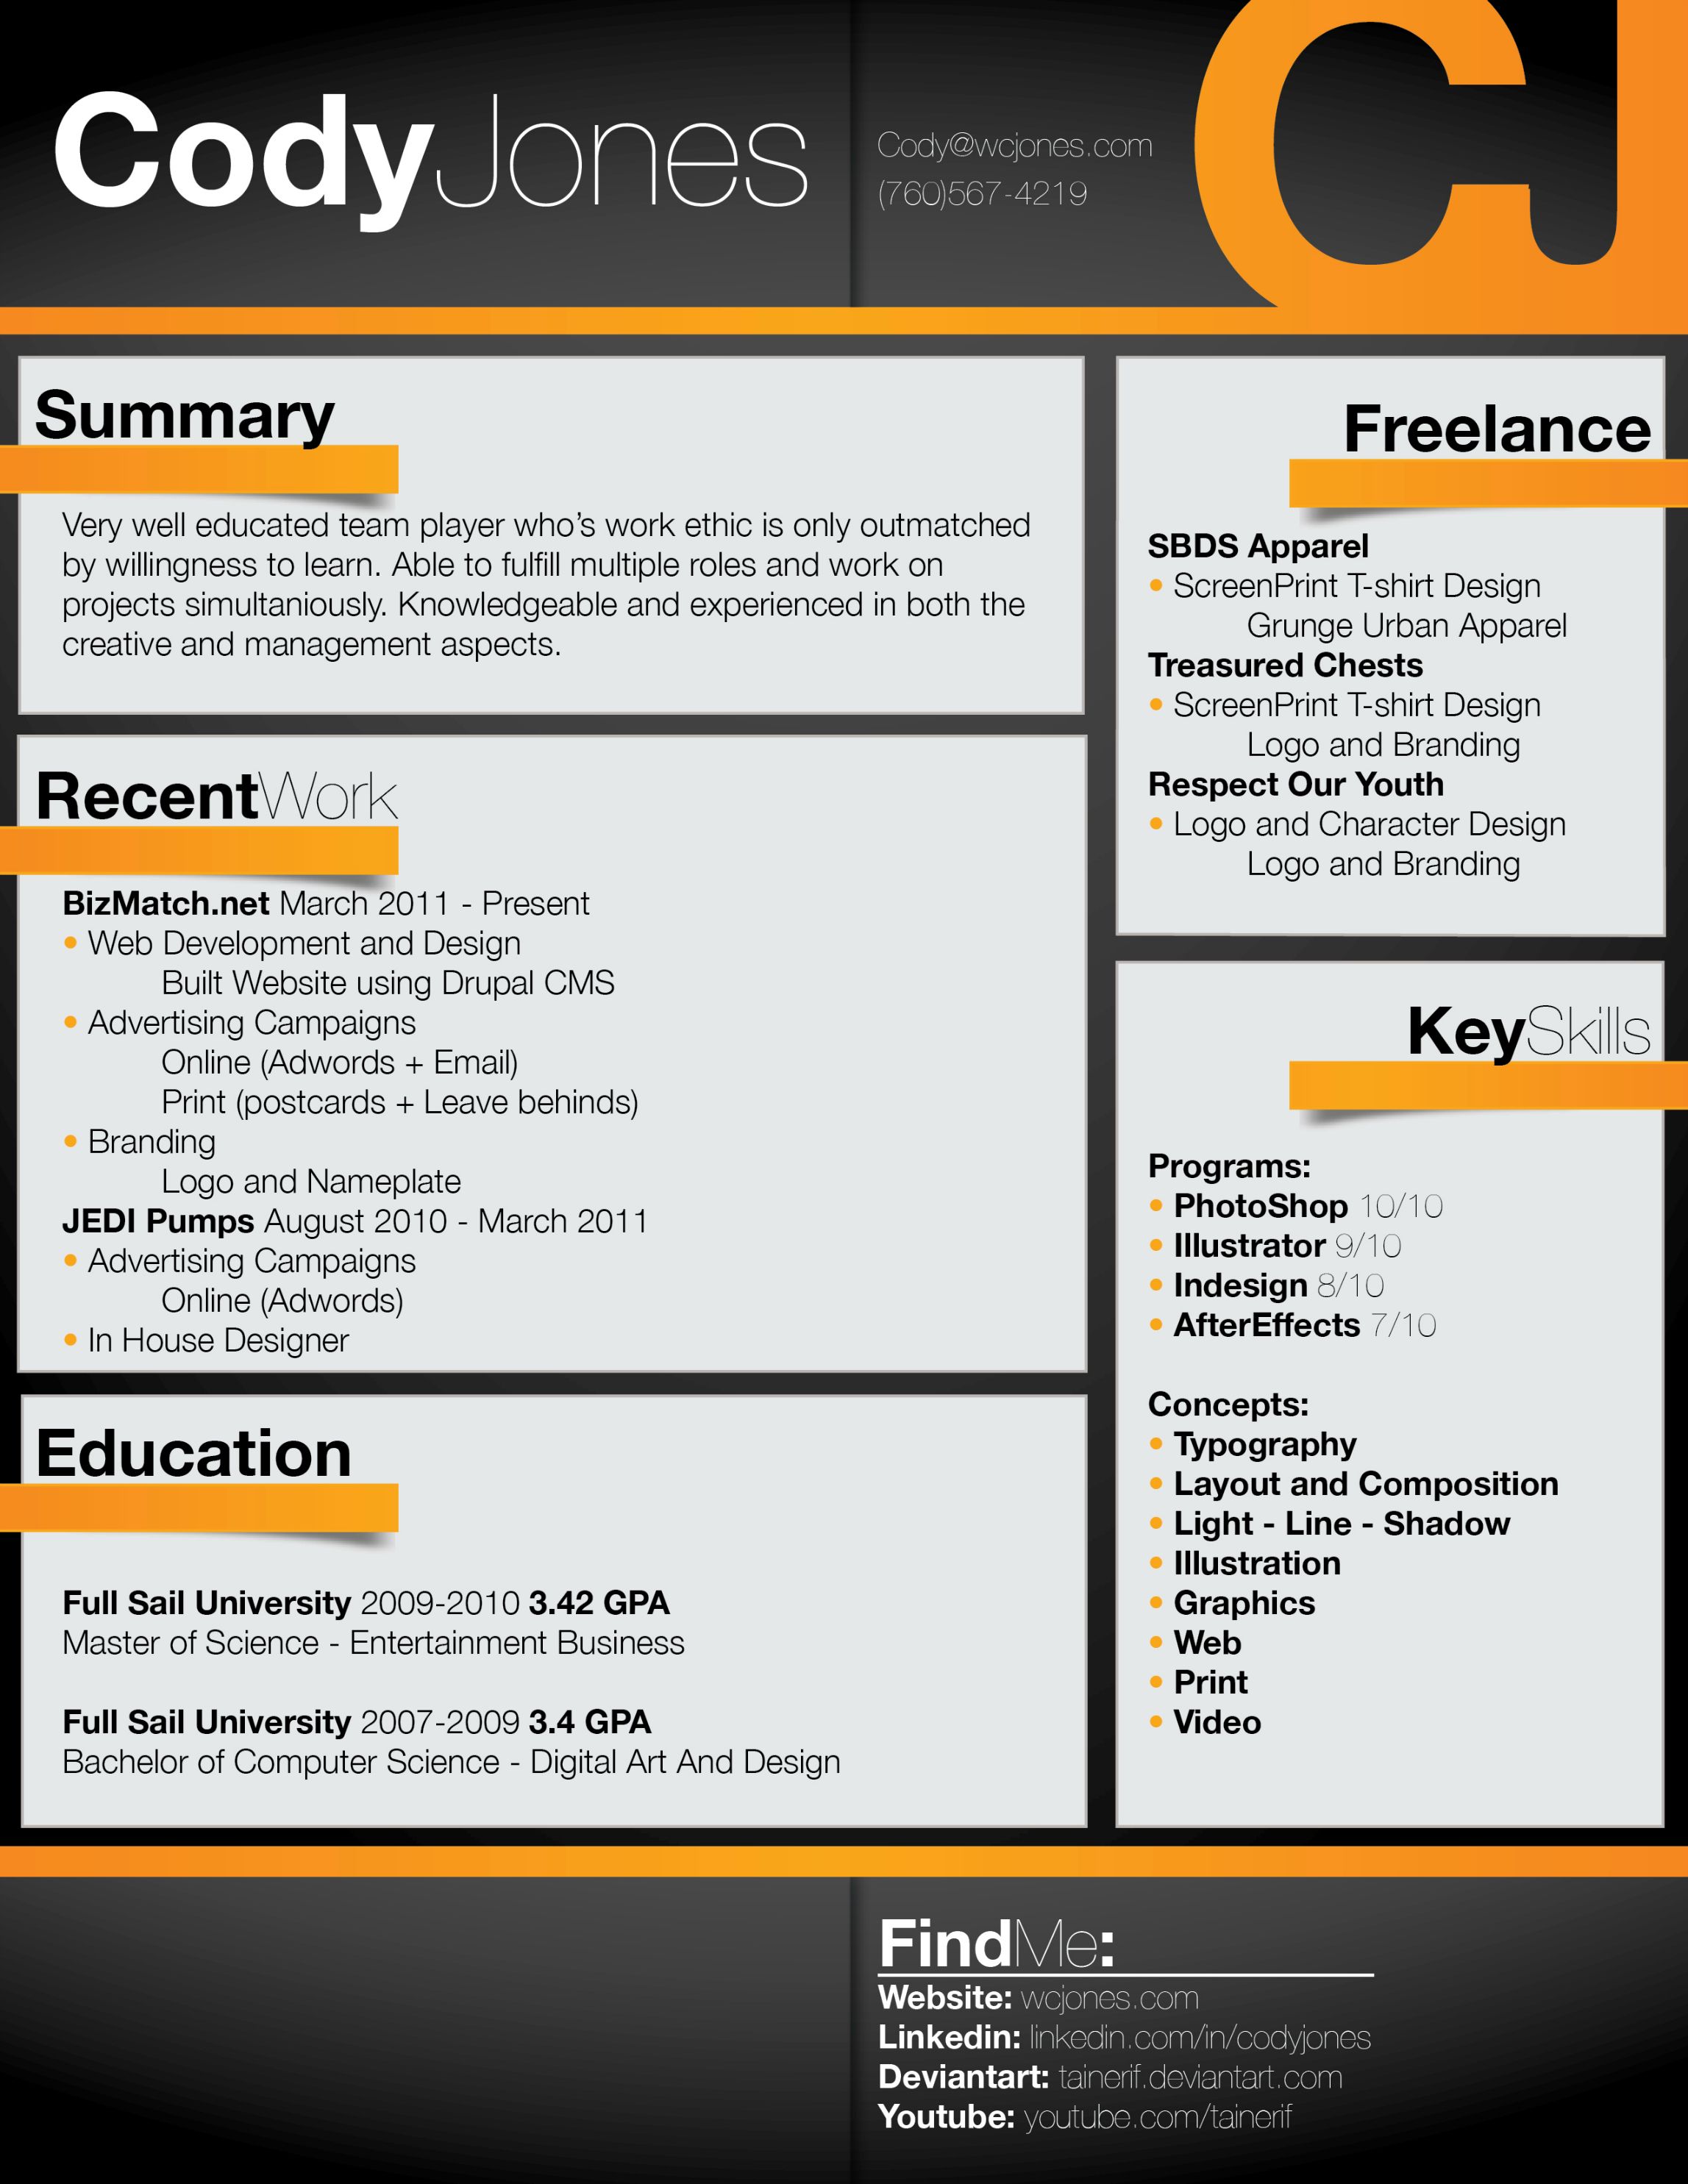 CodyJones
Cody@wcjones.com
(760)567-4219
CJ
Summary
Very well educated team player who's work ethic is only outmatched
by willingness to learn. Able to fulfill multiple roles and work on
projects simultaniously. Knowledgeable and experienced in both the
creative and management aspects.
RecentWork
BizMatch.net March 2011 - Present
• Web Development and Design
Built Website using Drupal CMS
• Advertising Campaigns
Online (Adwords + Email)
Print (postcards + Leave behinds)
• Branding
Logo and Nameplate
JEDI Pumps August 2010 - March 2011
• Advertising Campaigns
Online (Adwords)
• In House Designer
Education
Full Sail University 2009-2010 3.42 GPA
Master of Science - Entertainment Business
Full Sail University 2007-2009 3.4 GPA
Bachelor of Computer Science - Digital Art And Design
Freelance
SBDS Apparel
• ScreenPrint T-shirt Design
Grunge Urban Apparel
Treasured Chests
• ScreenPrint T-shirt Design
Logo and Branding
Respect Our Youth
• Logo and Character Design
Logo and Branding
KeySkills
Programs:
• PhotoShop 10/10
• Illustrator 9/10
• Indesign 8/10
• AfterEffects 7/10
Concepts:
• Typography
• Layout and Composition
• Light - Line - Shadow
• Illustration
• Graphics
• Web
• Print
• Video
FindMe:
Website: wcjones.com
Linkedin: linkedin.com/in/codyjones
Deviantart: tainerif.deviantart.com
Youtube: youtube.com/tainerif